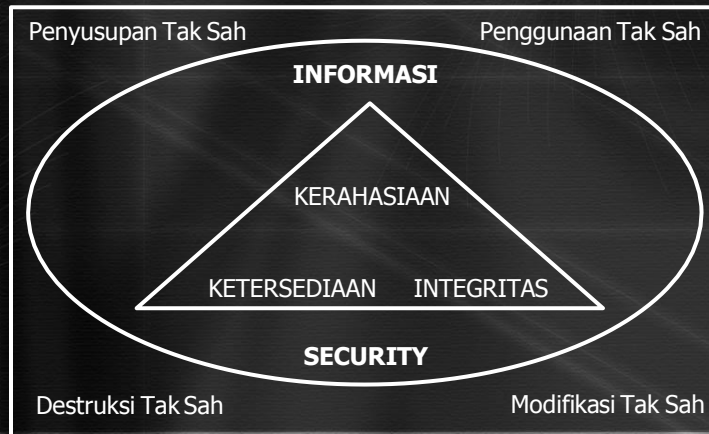 Penyusupan Tak Sah
Penggunaan Tak Sah
INFORMASI
KERAHASIAAN
KETERSEDIAAN
INTEGRITAS
SECURITY
Destruksi Tak Sah
Modifikasi Tak Sah